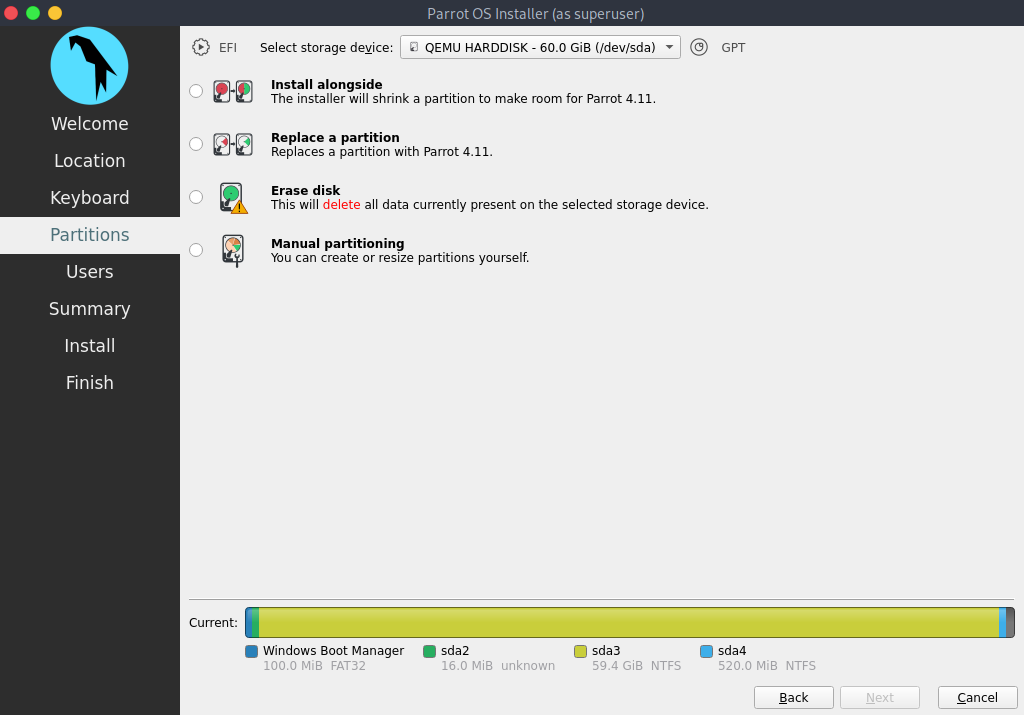 Parrot OS Installer (as superuser)
Welcome
Location
Keyboard
Partitions
Users
Summary
Install
Finish
EFI Select storage device: QEMU HARDDISK - 60.0 GiB (/dev/sda) GPT
Install alongside
The installer will shrink a partition to make room for Parrot 4.11.
Replace a partition
Replaces a partition with Parrot 4.11.
Erase disk
This will delete all data currently present on the selected storage device.
Manual partitioning
You can create or resize partitions yourself.
Current:
Windows Boot Manager sda2 sda3 sda4
100.0 MiB FAT32 16.0 MiB unknown 59.4 GiB NTFS 520.0 MiB NTFS
Back Next Cancel